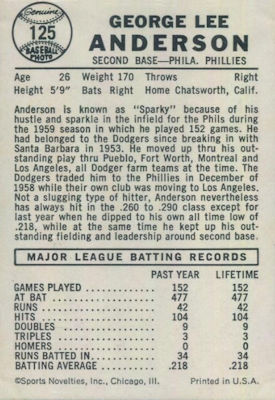 Genuine
125
BASEBALL
PHOTO
GEORGE LEE
ANDERSON
SECOND BASE—PHILA. PHILLIES
Age 26 Weight 170 Throws Right
Height 5'9" Bats Right Home Chatsworth, Calif.
Anderson is known as "Sparky" because of his
hustle and sparkle in the infield for the Phils during
the 1959 season in which he played 152 games. He
had belonged to the Dodgers since breaking in with
Santa Barbara in 1953. He moved up thru his out-
standing play thru Pueblo, Fort Worth, Montreal and
Los Angeles, all Dodger farm teams at the time. The
Dodgers traded him to the Phillies in December of
1958 while their own club was moving to Los Angeles.
Not a slugging type of hitter, Anderson nevertheless
has always hit in the .260 to .290 class except for
last year when he dipped to his own all time low of
.218, while at the same time he kept up his out-
standing fielding and leadership around second base.
MAJOR LEAGUE BATTING RECORDS
PAST YEAR LIFETIME
GAMES PLAYED 152 152
AT BAT 477 477
RUNS 42 42
HITS 104 104
DOUBLES 9 9
TRIPLES 3 3
HOMERS 0 0
RUNS BATTED IN 34 34
BATTING AVERAGE .218 .218
©Sports Novelties, Inc., Chicago, Ill. Printed in U.S.A.